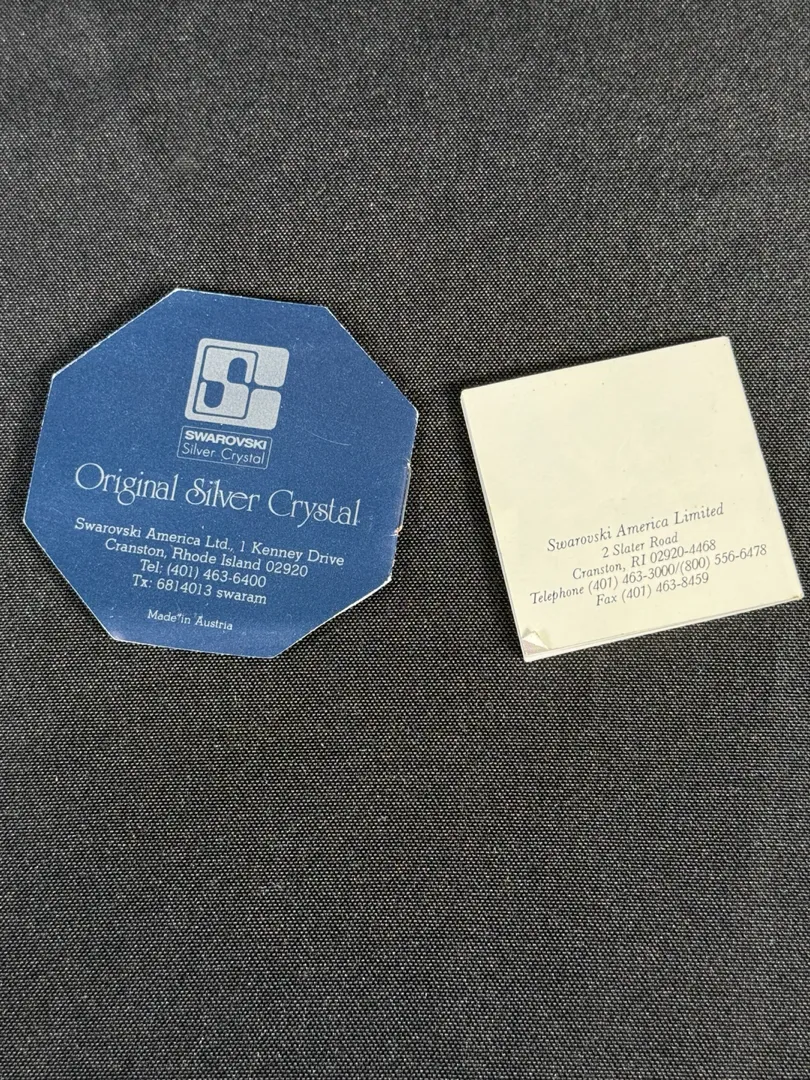 SWAROVSKI
Silver Crystal
Original Silver Crystal
Swarovski America Ltd., 1 Kenney Drive
Cranston, Rhode Island 02920
Tel: (401) 463-6400
Tx: 6814013 swaram
Made in Austria
Swarovski America Limited
2 Slater Road
Cranston, RI 02920-4468
Telephone (401) 463-3000/(800) 556-6478
Fax (401) 463-8459